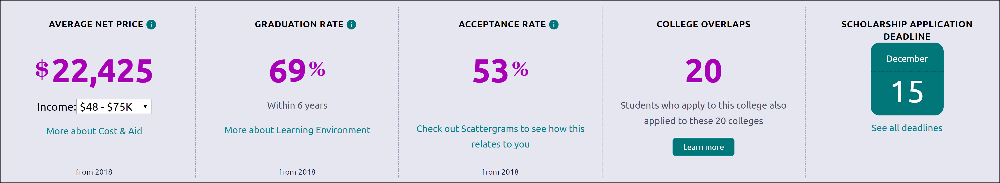 AVERAGE NET PRICE i
$22,425
Income: $48 - $75K ▼
More about Cost & Aid
from 2018
GRADUATION RATE i
69%
Within 6 years
More about Learning Environment
from 2018
ACCEPTANCE RATE i
53%
Check out Scattergrams to see how this
relates to you
from 2018
COLLEGE OVERLAPS
20
Students who apply to this college also
applied to these 20 colleges
Learn more
SCHOLARSHIP APPLICATION
DEADLINE
December
15
See all deadlines